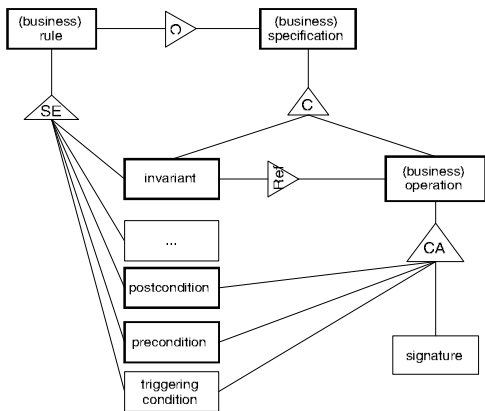 (business)
rule
C
(business)
specification
SE
C
invariant
Ref
(business)
operation
...
CA
postcondition
precondition
signature
triggering
condition